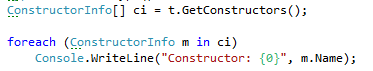 ConstructorInfo[] ci = t.GetConstructors();
foreach (ConstructorInfo m in ci)
Console.WriteLine("Constructor: {0}", m.Name);